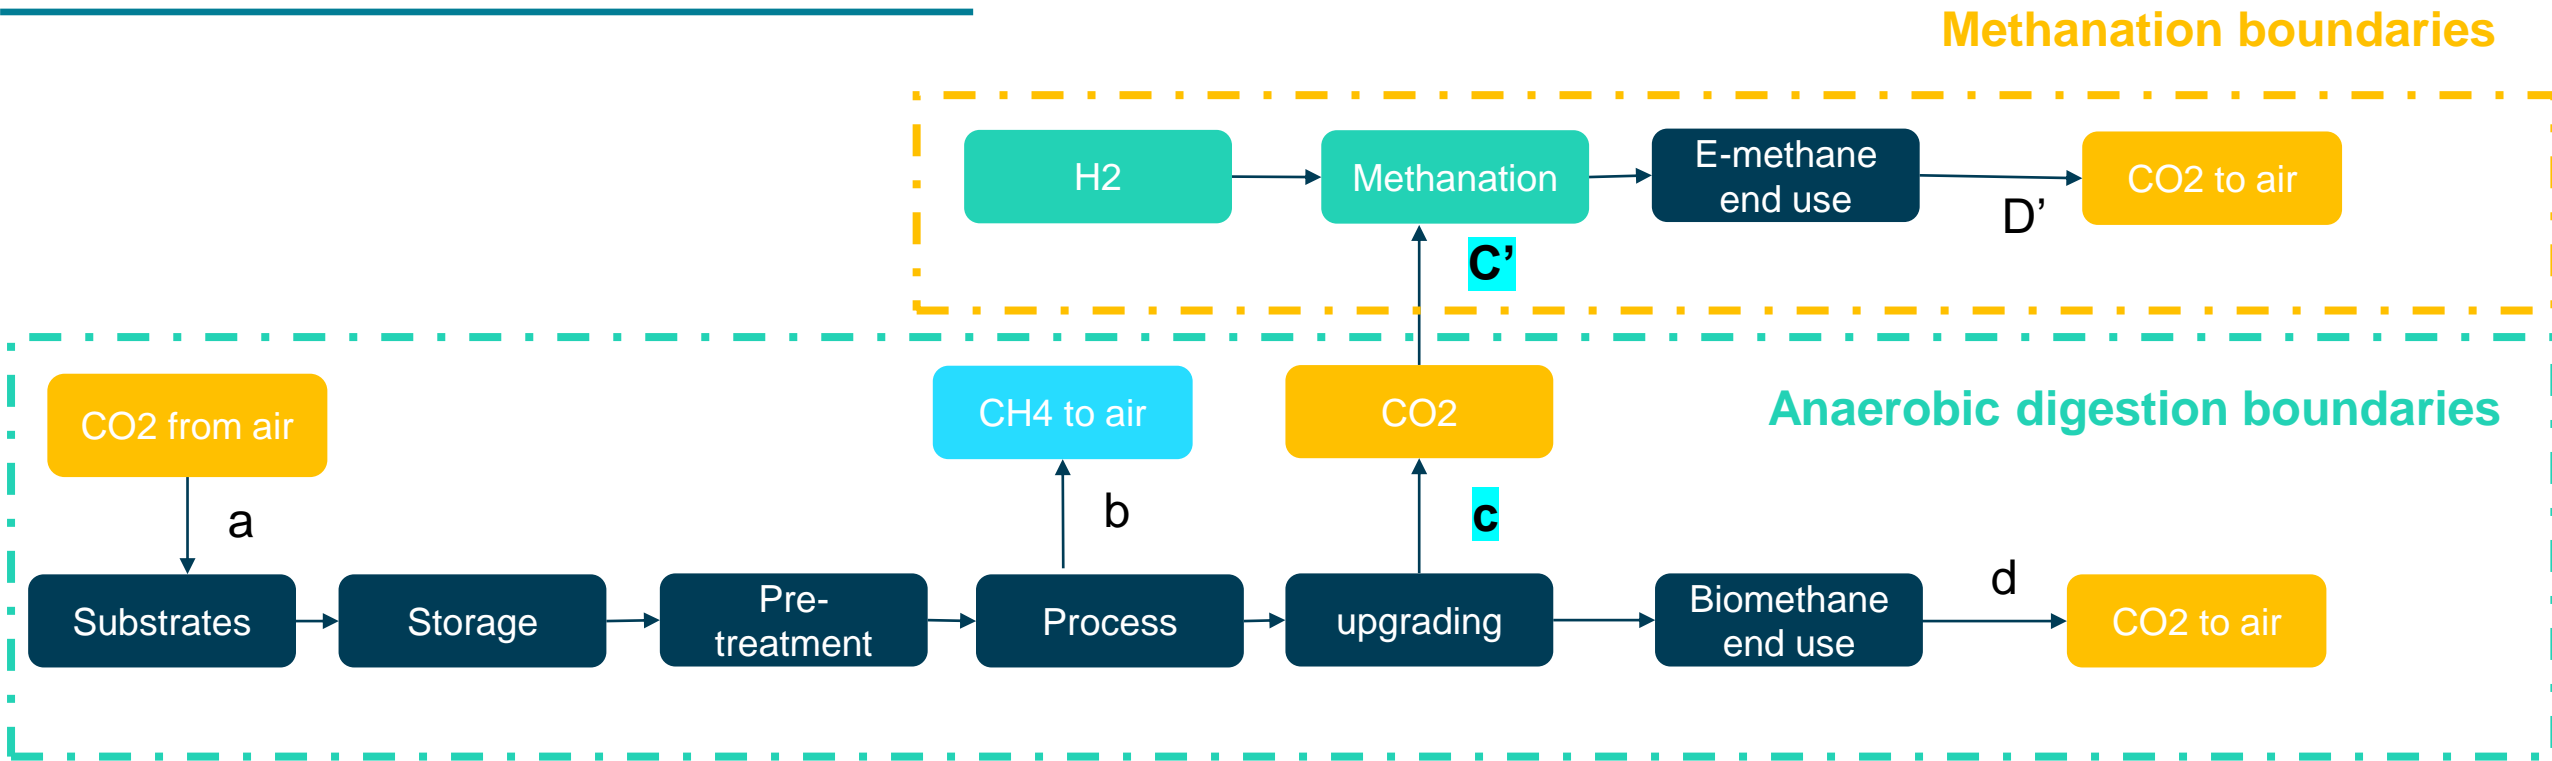 Methanation boundaries
H2
Methanation
E-methane
end use
CO2 to air
D’
C’
CO2 from air
CH4 to air
CO2
Anaerobic digestion boundaries
a
b
c
d
Substrates
Storage
Pre-
treatment
Process
upgrading
Biomethane
end use
CO2 to air